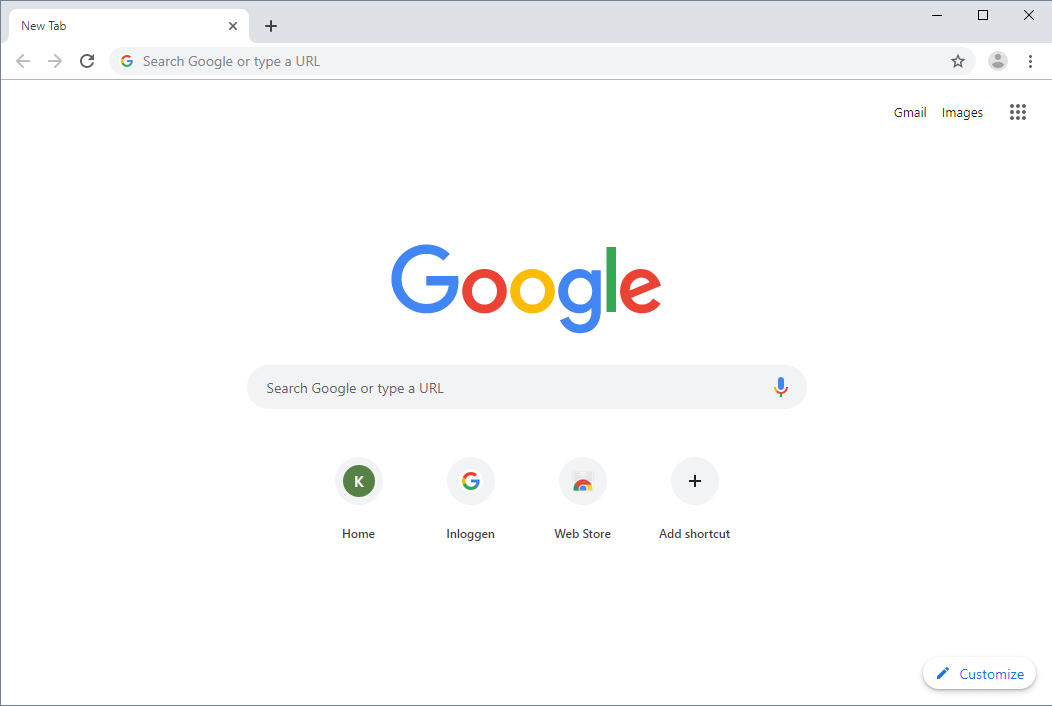 New Tab
Search Google or type a URL
Gmail Images
Google
Search Google or type a URL
K
Home Inloggen Web Store Add shortcut
Customize